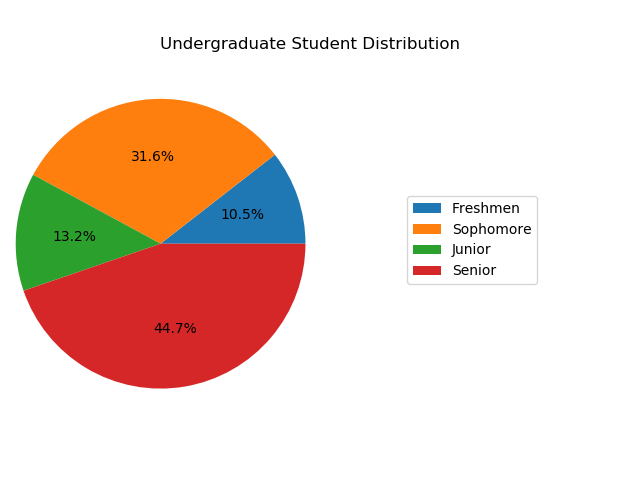 Undergraduate Student Distribution
31.6%
10.5%
13.2%
44.7%
Freshmen
Sophomore
Junior
Senior